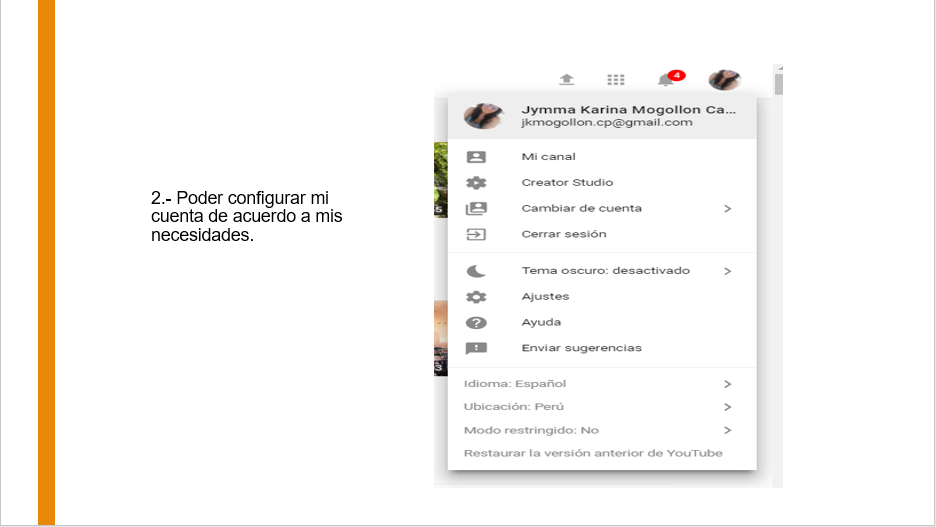 4
Jymma Karina Mogollon Ca...
jkmogollon.cp@gmail.com
Mi canal
Creator Studio
2.- Poder configurar mi
cuenta de acuerdo a mis
necesidades.
Cambiar de cuenta
Cerrar sesión
Tema oscuro: desactivado
Ajustes
Ayuda
Enviar sugerencias
Idioma: Español
Ubicación: Perú
Modo restringido: No
Restaurar la versión anterior de YouTube